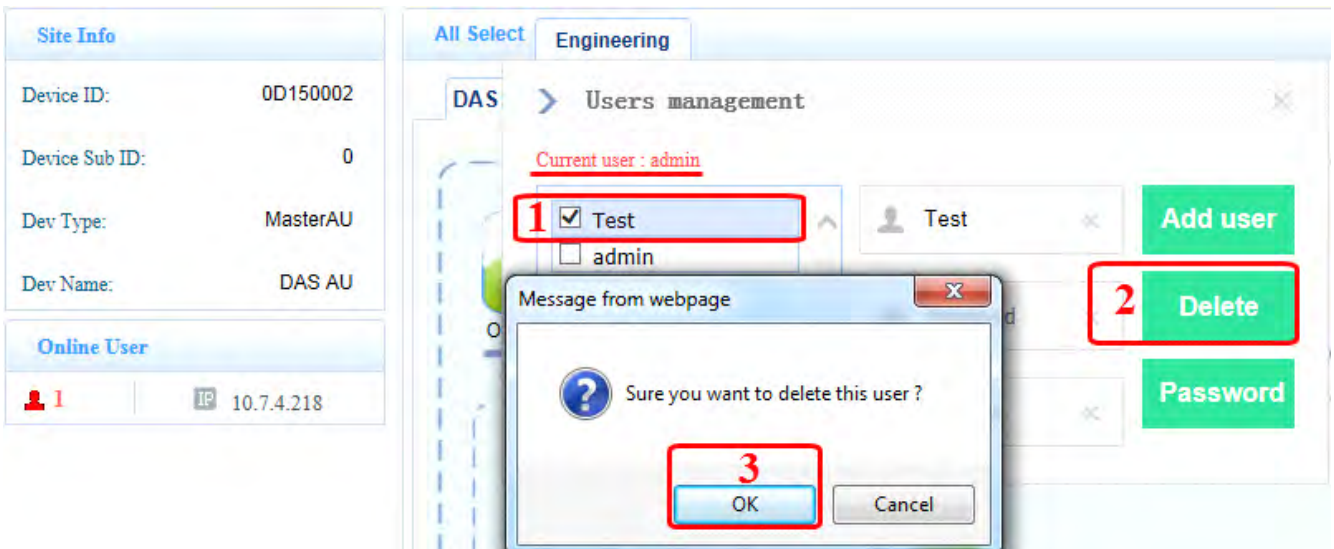 Site Info
Device ID: 0D150002
Device Sub ID: 0
Dev Type: MasterAU
Dev Name: DAS AU
Online User
1 IP 10.7.4.218
All Select Engineering
DAS Users management
Current user : admin
1 Test
admin
Test
Add user
2 Delete
Password
Message from webpage
Sure you want to delete this user ?
3
OK Cancel